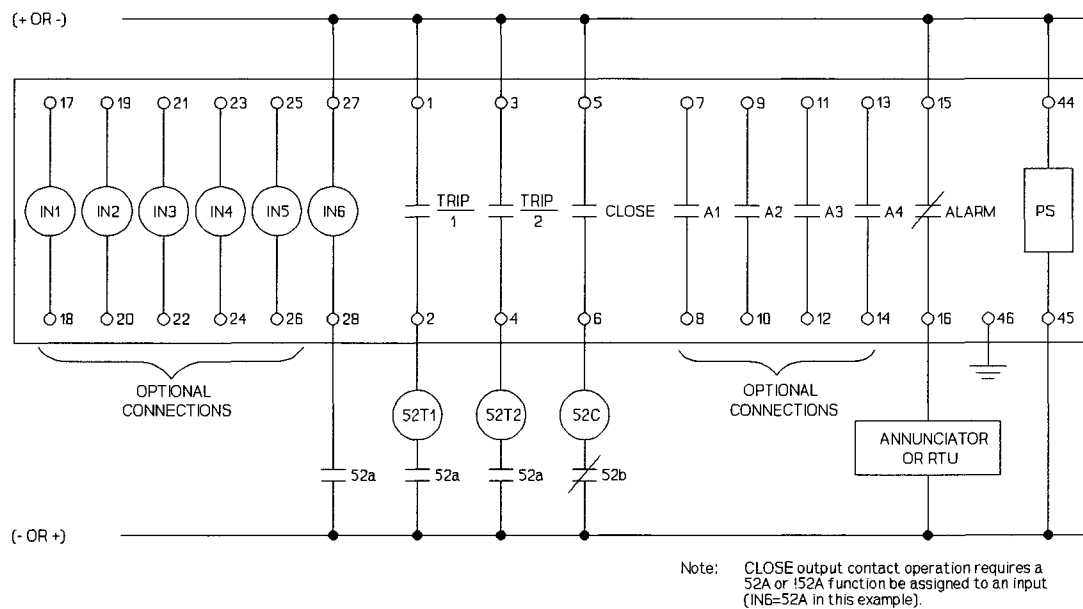 (+ OR -)
17 19 21 23 25 27 1 3 5 7 9 11 13 15 44
IN1 IN2 IN3 IN4 IN5 IN6 TRIP 1 TRIP 2 CLOSE A1 A2 A3 A4 ALARM PS
18 20 22 24 26 28 2 4 6 8 10 12 14 16 46 45
OPTIONAL
CONNECTIONS
52T1 52T2 52C
OPTIONAL
CONNECTIONS
ANNUNCIATOR
OR RTU
52a 52a 52a 52b
(- OR +)
Note: CLOSE output contact operation requires a
52A or !52A function be assigned to an input
(IN6=52A in this example).